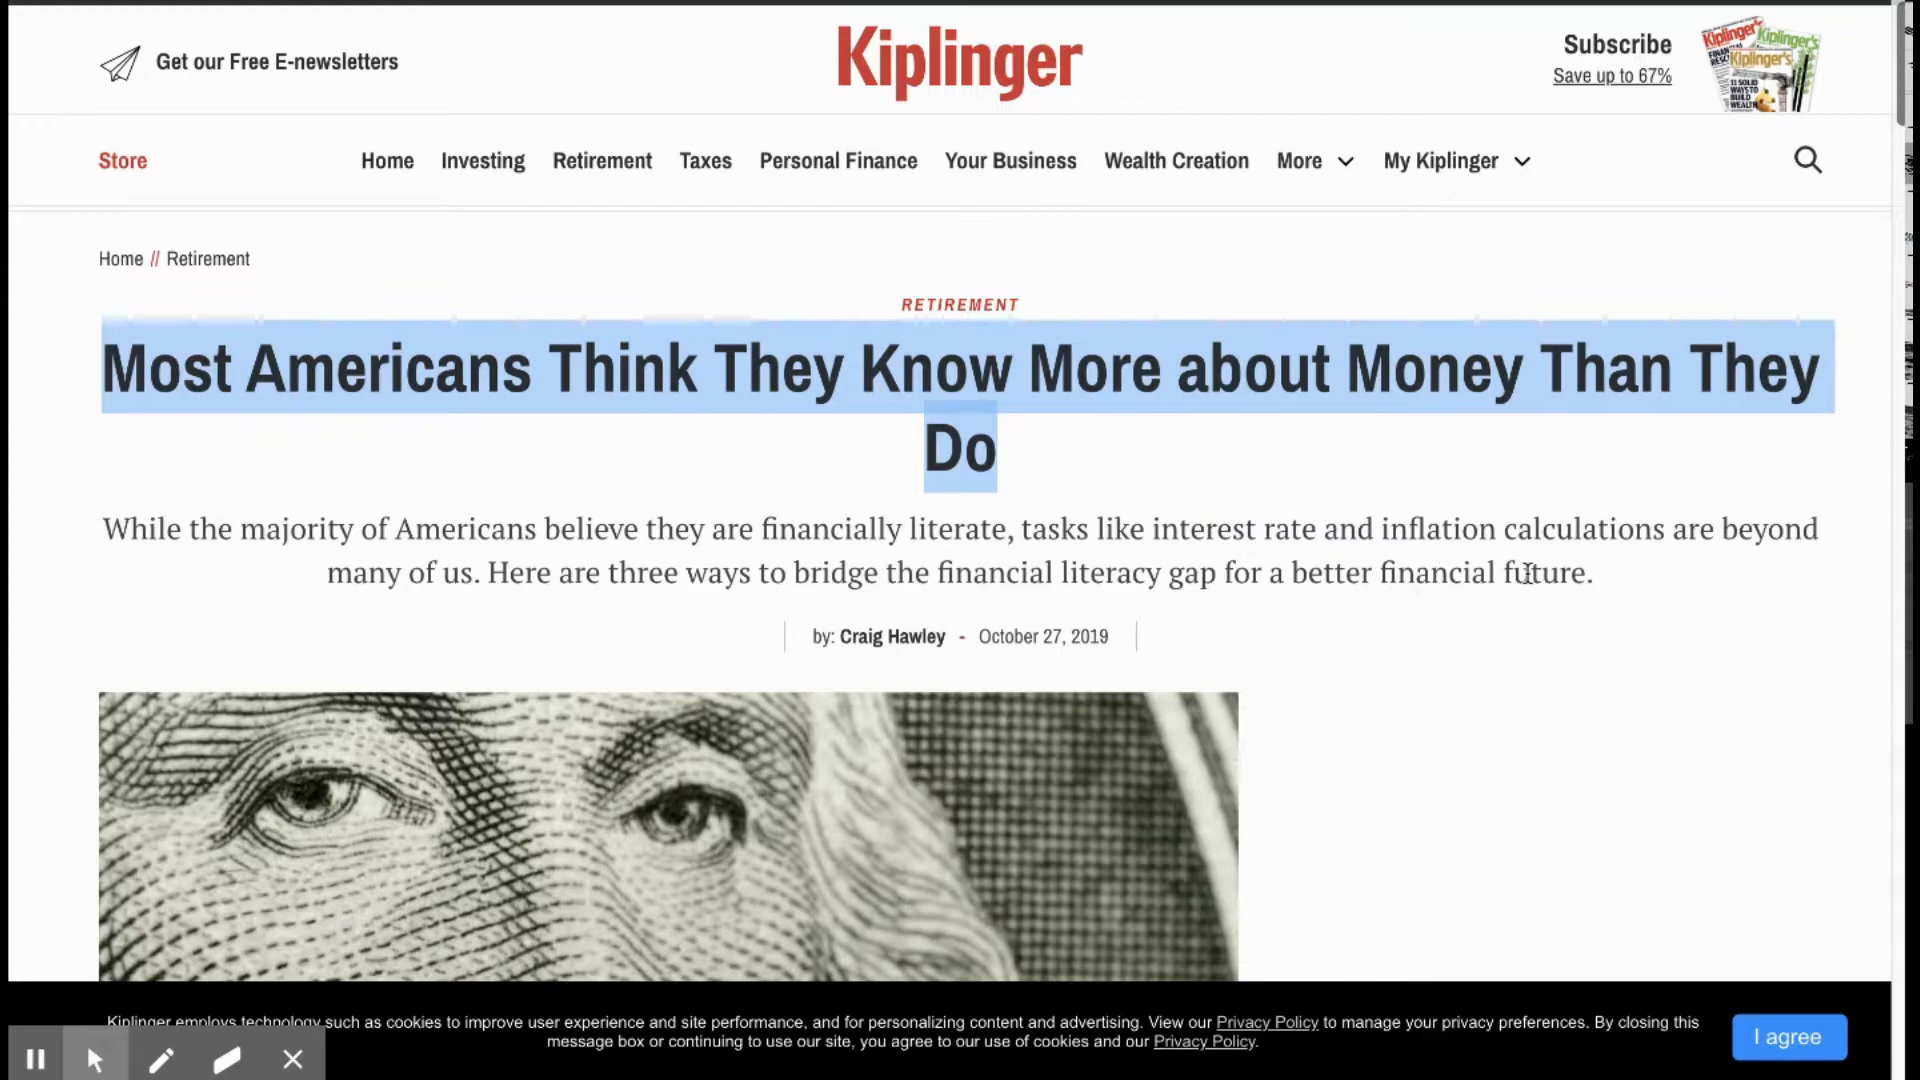 Get our Free E-newsletters
Kiplinger
Subscribe
Save up to 67%
Kiplinger's
Kiplinger's
Kiplinger's
Store
Home
Investing
Retirement
Taxes
Personal Finance
Your Business
Wealth Creation
More
My Kiplinger
Home // Retirement
RETIREMENT
Most Americans Think They Know More about Money Than They
Do
While the majority of Americans believe they are financially literate, tasks like interest rate and inflation calculations are beyond
many of us. Here are three ways to bridge the financial literacy gap for a better financial future.
by: Craig Hawley - October 27, 2019
Kiplinger employs technology such as cookies to improve user experience and site performance, and for personalizing content and advertising. View our Privacy Policy to manage your privacy preferences. By closing this
message box or continuing to use our site, you agree to our use of cookies and our Privacy Policy.
I agree